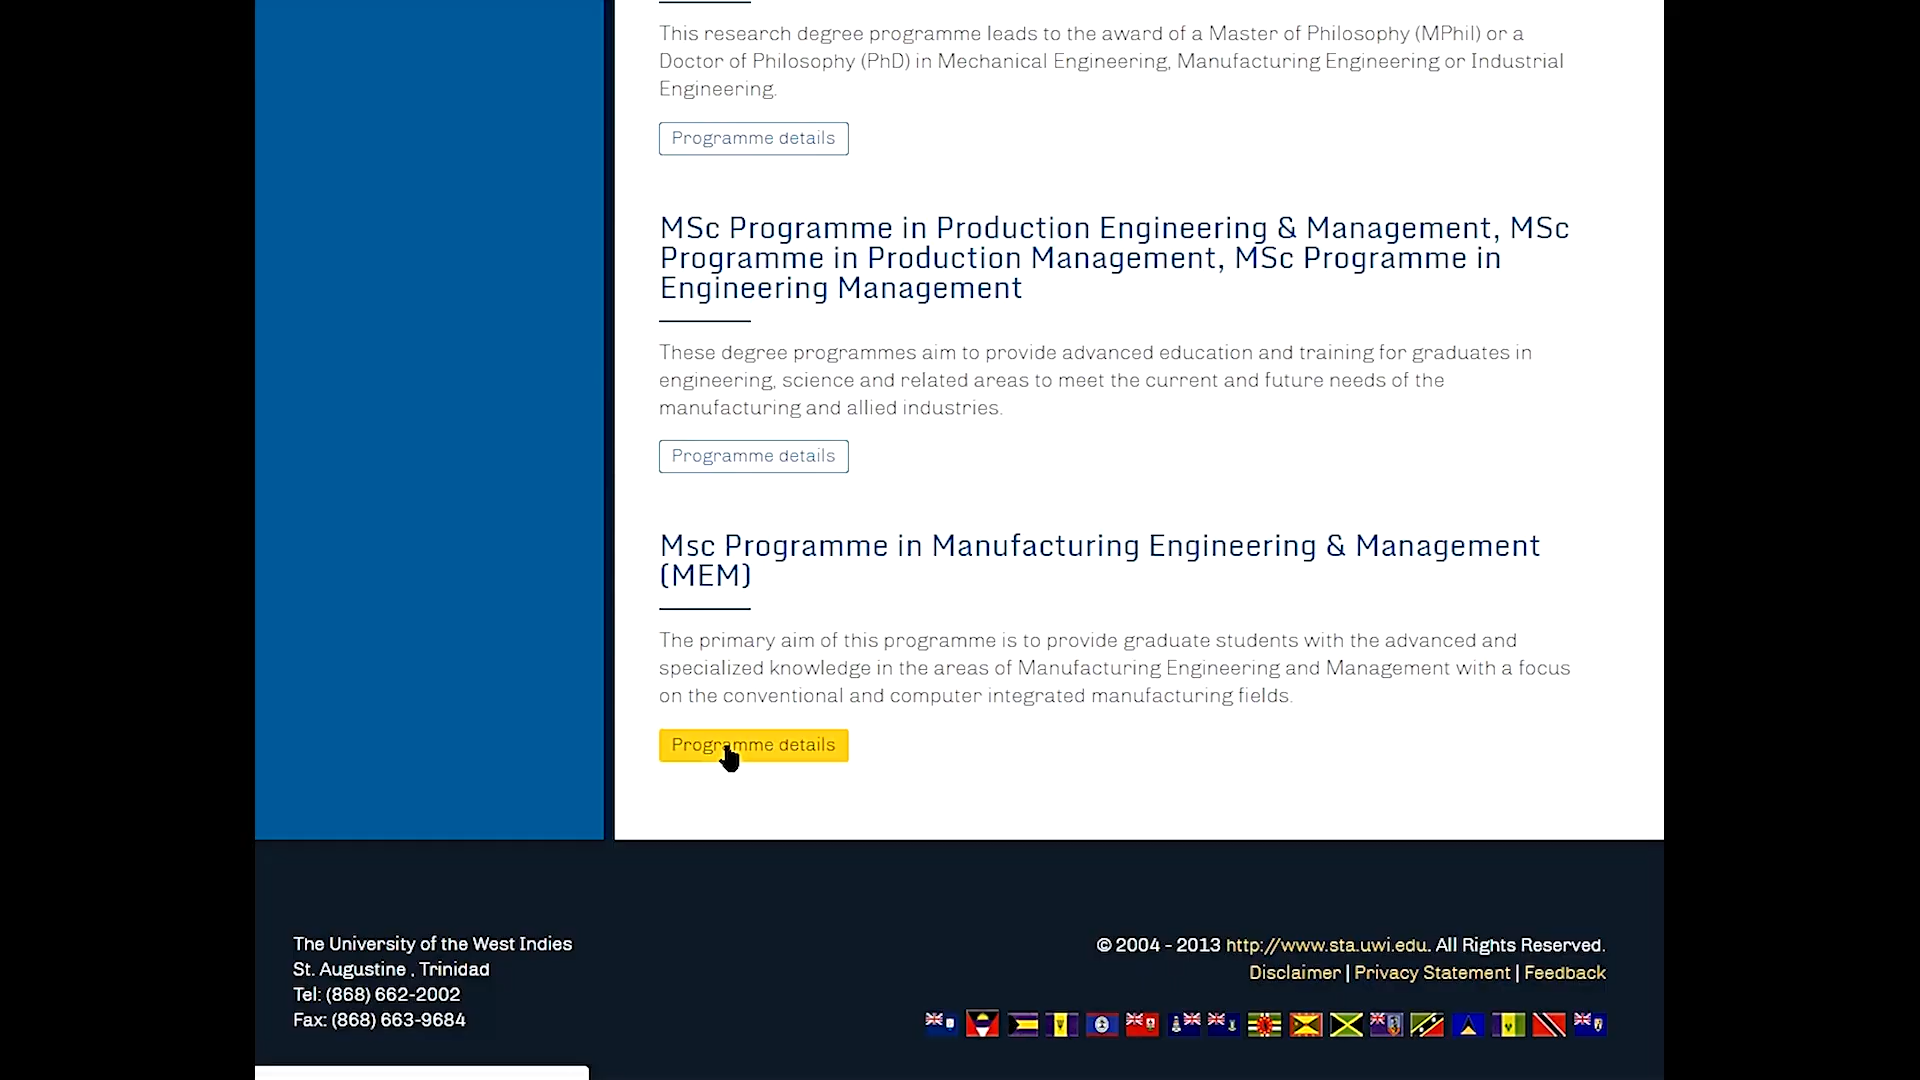 This research degree programme leads to the award of a Master of Philosophy (MPhil) or a
Doctor of Philosophy (PhD) in Mechanical Engineering, Manufacturing Engineering or Industrial
Engineering.
Programme details
MSc Programme in Production Engineering & Management, MSc
Programme in Production Management, MSc Programme in
Engineering Management
These degree programmes aim to provide advanced education and training for graduates in
engineering, science and related areas to meet the current and future needs of the
manufacturing and allied industries.
Programme details
Msc Programme in Manufacturing Engineering & Management
(MEM)
The primary aim of this programme is to provide graduate students with the advanced and
specialized knowledge in the areas of Manufacturing Engineering and Management with a focus
on the conventional and computer integrated manufacturing fields.
Programme details
The University of the West Indies
St. Augustine , Trinidad
Tel: (868) 662-2002
Fax: (868) 663-9684
© 2004 - 2013 http://www.sta.uwi.edu. All Rights Reserved.
Disclaimer | Privacy Statement | Feedback